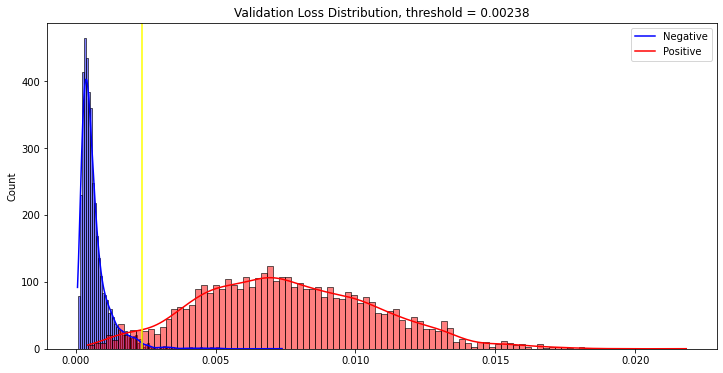 Validation Loss Distribution, threshold = 0.00238
Negative
Positive
Count
400
300
200
100
0
0.000
0.005
0.010
0.015
0.020